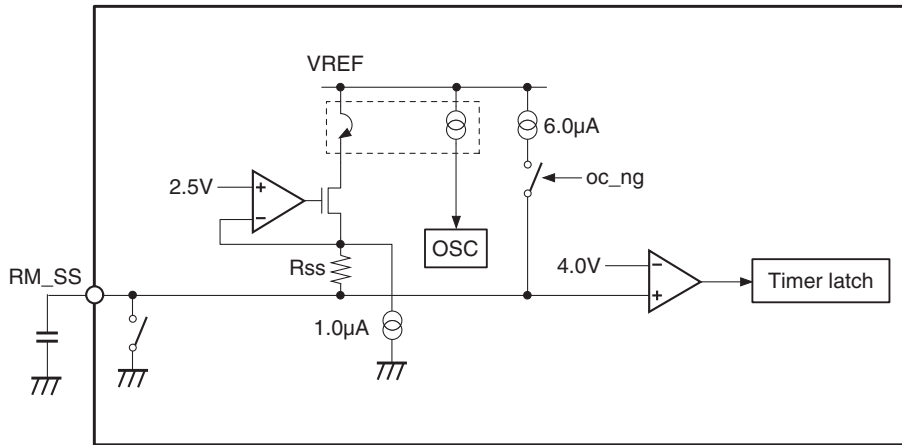 VREF
6.0µA
2.5V
+
−
oc_ng
OSC
RM_SS
Rss
4.0V
−
+
Timer latch
1.0µA